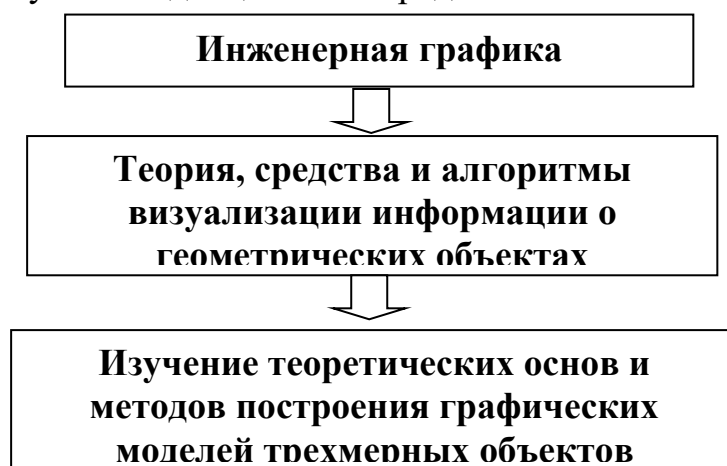 Инженерная графика
Теория, средства и алгоритмы
визуализации информации о
геометрических объектах
Изучение теоретических основ и
методов построения графических
моделей трехмерных объектов